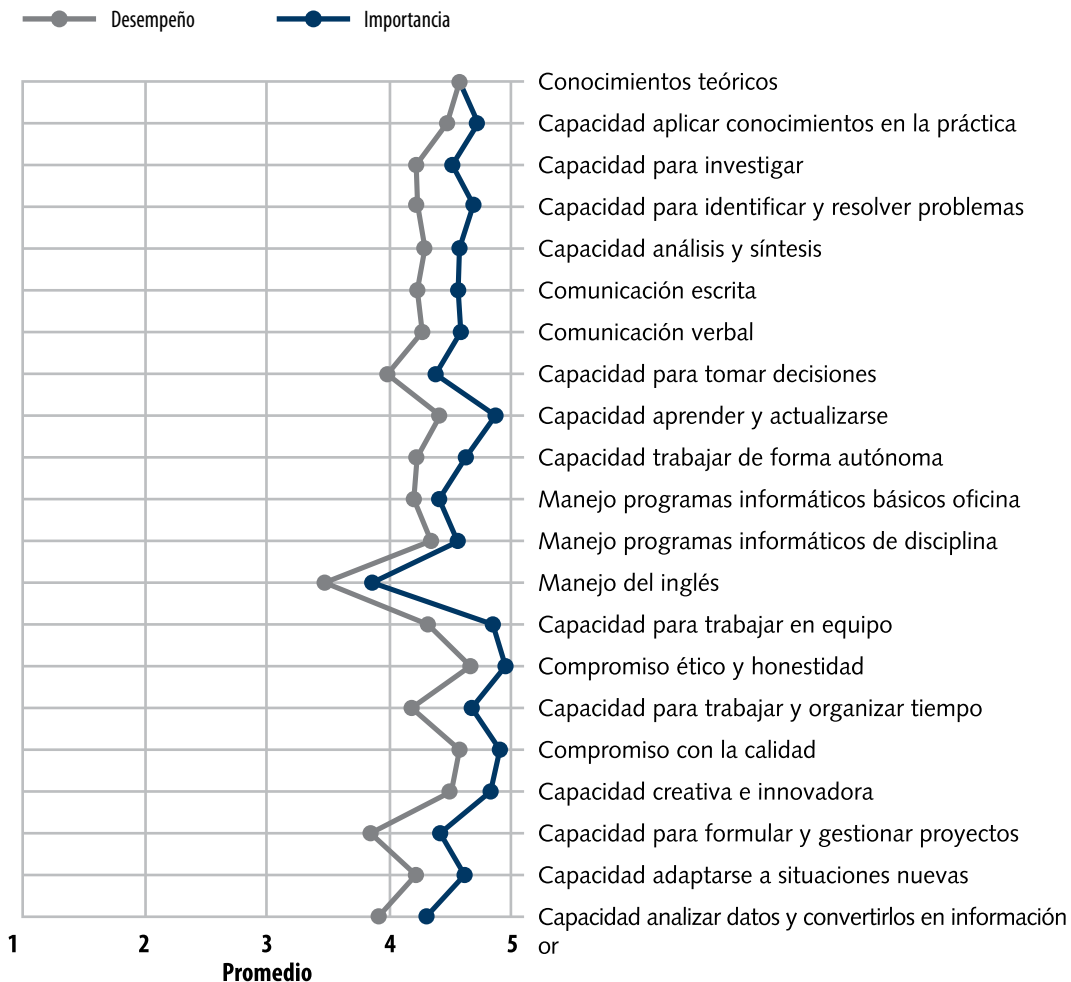 Desempeño
Importancia
Conocimientos teóricos
Capacidad aplicar conocimientos en la práctica
Capacidad para investigar
Capacidad para identificar y resolver problemas
Capacidad análisis y síntesis
Comunicación escrita
Comunicación verbal
Capacidad para tomar decisiones
Capacidad aprender y actualizarse
Capacidad trabajar de forma autónoma
Manejo programas informáticos básicos oficina
Manejo programas informáticos de disciplina
Manejo del inglés
Capacidad para trabajar en equipo
Compromiso ético y honestidad
Capacidad para trabajar y organizar tiempo
Compromiso con la calidad
Capacidad creativa e innovadora
Capacidad para formular y gestionar proyectos
Capacidad adaptarse a situaciones nuevas
Capacidad analizar datos y convertirlos en información
1 2 3 4 5 or
Promedio